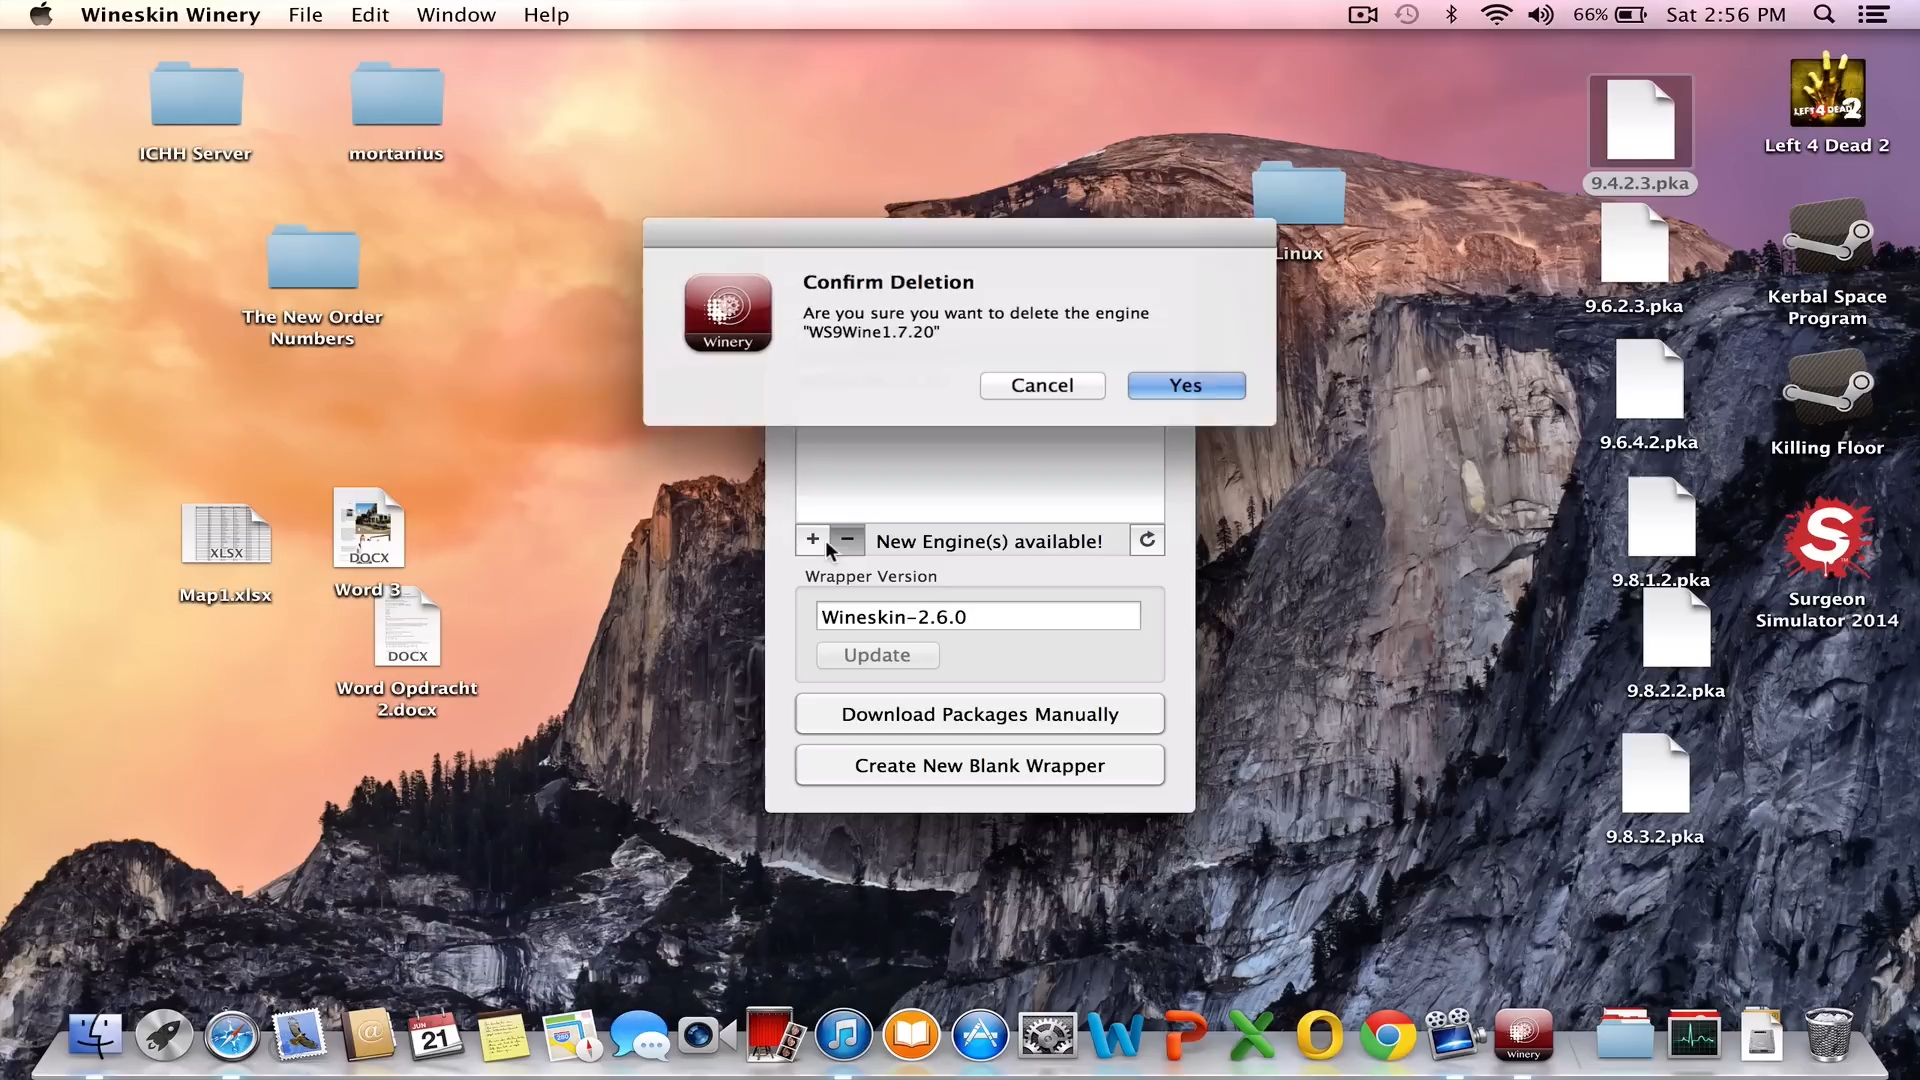 Wineskin Winery File Edit Window Help 66% Sat 2:56 PM
ICHH Server
mortanius
The New Order
Numbers
XLSX
Map1.xlsx
DOCX
Word 3
DOCX
Word Opdracht
2.docx
Linux
Confirm Deletion
Are you sure you want to delete the engine
"WS9Wine1.7.20"
Winery
Cancel Yes
+ − New Engine(s) available!
Wrapper Version
Wineskin-2.6.0
Update
Download Packages Manually
Create New Blank Wrapper
9.4.2.3.pka
9.6.2.3.pka
9.6.4.2.pka
9.8.1.2.pka
9.8.2.2.pka
9.8.3.2.pka
LEFT 4 DEAD 2
Left 4 Dead 2
Kerbal Space
Program
Killing Floor
S
Surgeon
Simulator 2014
JUN
21
280
Winery